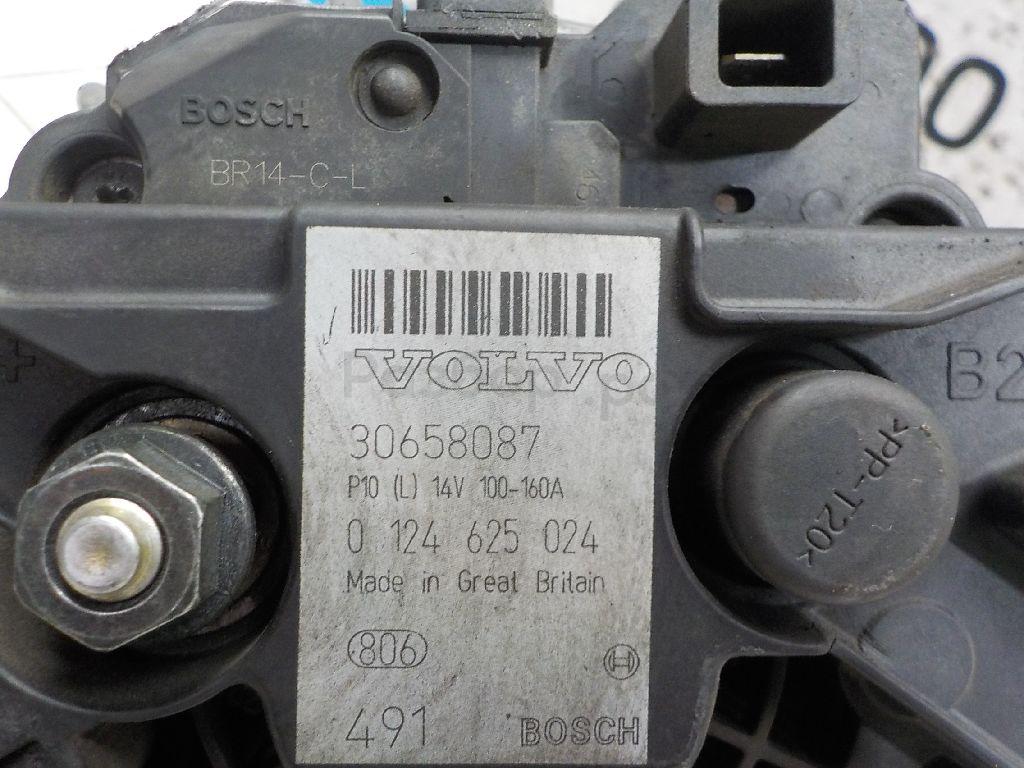 BOSCH
BR14-C-L
16
VOLVO
30658087
P10 (L) 14V 100-160A
0 124 625 024
Made in Great Britain
806
491
BOSCH
+
B2
>PP-T20<